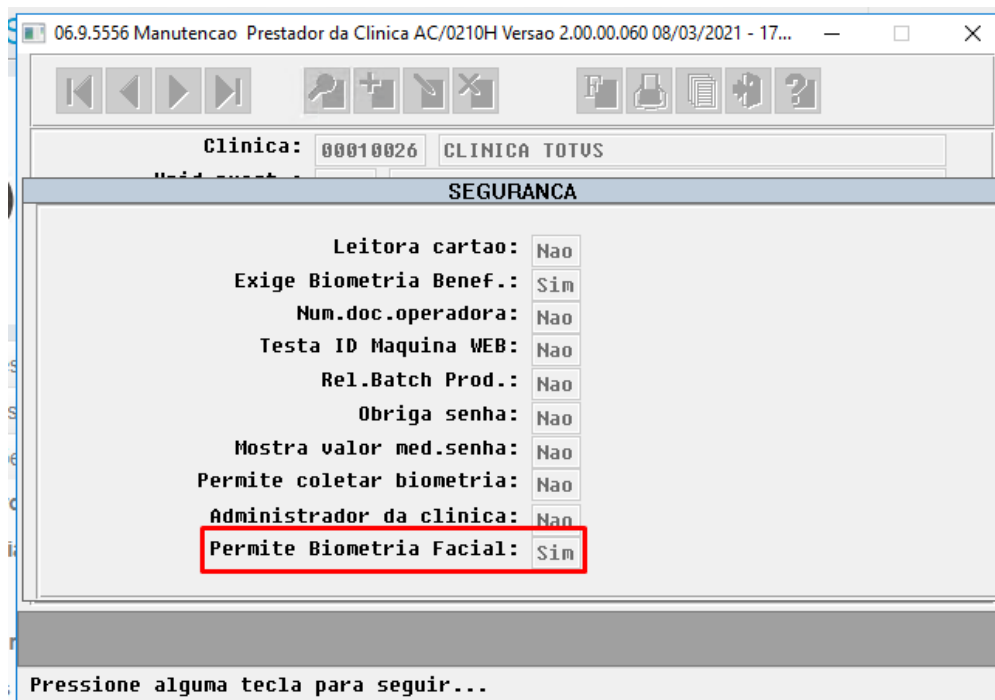 06.9.5556 Manutencao Prestador da Clinica AC/0210H Versao 2.00.00.060 08/03/2021 - 17...
Clinica: 00010026 CLINICA TOTVS
SEGURANCA
Leitora cartao: Nao
Exige Biometria Benef.: Sim
Num.doc.operadora: Nao
Testa ID Maquina WEB: Nao
Rel.Batch Prod.: Nao
Obriga senha: Nao
Mostra valor med.senha: Nao
Permite coletar biometria: Nao
Administrador da clinica: Nao
Permite Biometria Facial: Sim
Pressione alguma tecla para seguir...